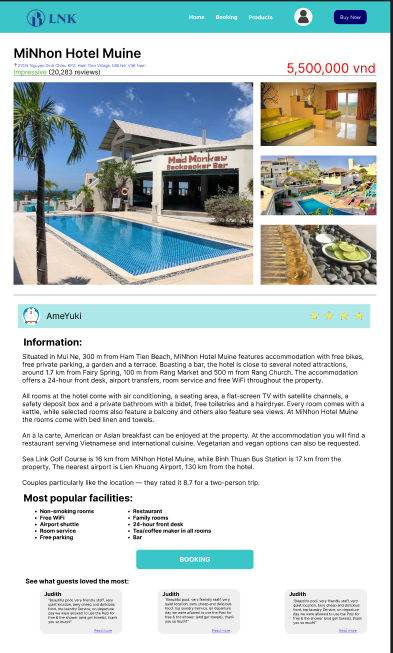 LNK
Home Booking Products
Buy Now
MiNhon Hotel Muine
210/5 Nguyen Dinh Chieu KP3, Ham Tien Village, Mũi Né, Việt Nam
5,500,000 vnd
Impressive (20,283 reviews)
Mad Monkey
Backpacker Bar
AmeYuki
Information:
Situated in Mui Ne, 300 m from Ham Tien Beach, MiNhon Hotel Muine features accommodation with free bikes,
free private parking, a garden and a terrace. Boasting a bar, the hotel is close to several noted attractions,
around 1.7 km from Fairy Spring, 100 m from Rang Market and 500 m from Rang Church. The accommodation
offers a 24-hour front desk, airport transfers, room service and free WiFi throughout the property.
All rooms at the hotel come with air conditioning, a seating area, a flat-screen TV with satellite channels, a
safety deposit box and a private bathroom with a bidet, free toiletries and a hairdryer. Every room comes with a
kettle, while selected rooms also feature a balcony and others also feature sea views. At MiNhon Hotel Muine
the rooms come with bed linen and towels.
An à la carte, American or Asian breakfast can be enjoyed at the property. At the accommodation you will find a
restaurant serving Vietnamese and international cuisine. Vegetarian and vegan options can also be requested.
Sea Link Golf Course is 16 km from MiNhon Hotel Muine, while Binh Thuan Bus Station is 17 km from the
property. The nearest airport is Lien Khuong Airport, 130 km from the hotel.
Couples particularly like the location — they rated it 8.7 for a two-person trip.
Most popular facilities:
• Non-smoking rooms • Restaurant
• Free WiFi • Family rooms
• Airport shuttle • 24-hour front desk
• Room service • Tea/coffee maker in all rooms
• Free parking • Bar
BOOKING
See what guests loved the most:
Judith
"Beautiful pool, very friendly staff, very
quiet location, very cheap and delicious
food, top laundry Service, on departure
day we were allowed to use the Pool for
free & the shower (and get towels), thank
you so much!"
Read more
Judith
"Beautiful pool, very friendly staff, very
quiet location, very cheap and delicious
food, top laundry Service, on departure
day we were allowed to use the Pool for
free & the shower (and get towels), thank
you so much!"
Read more
Judith
"Beautiful pool, very friendly staff, very
quiet location, very cheap and delicious
food, top laundry Service, on departure
day we were allowed to use the Pool for
free & the shower (and get towels), thank
you so much!"
Read more